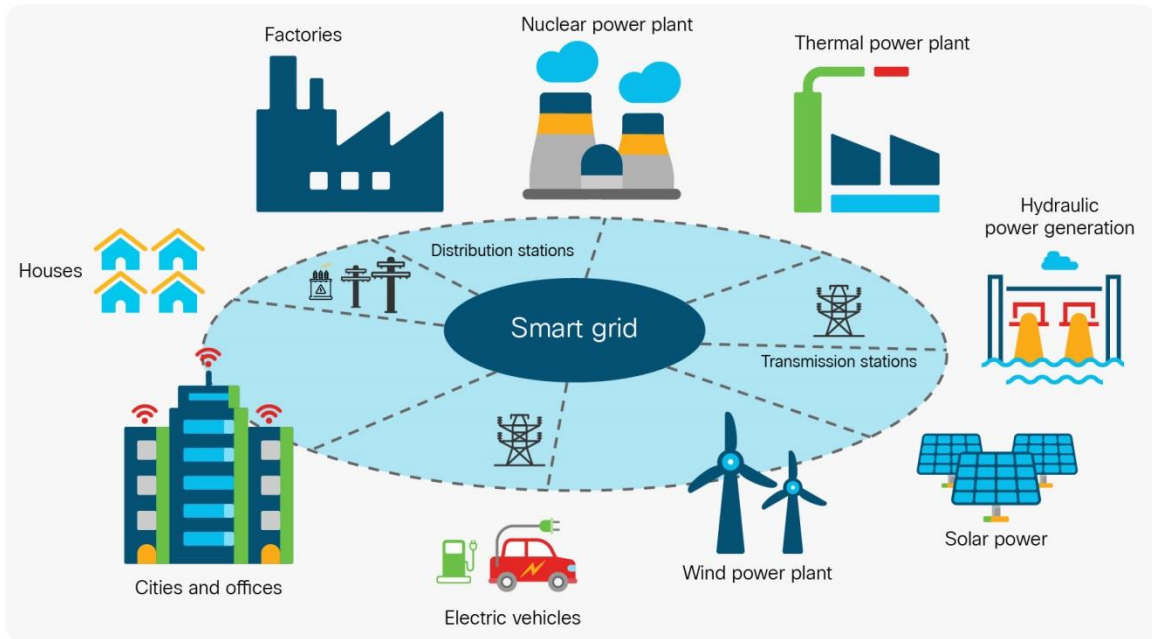 Factories
Nuclear power plant
Thermal power plant
Hydraulic
power generation
Distribution stations
Houses
Smart grid
Transmission stations
Solar power
Wind power plant
Cities and offices
Electric vehicles